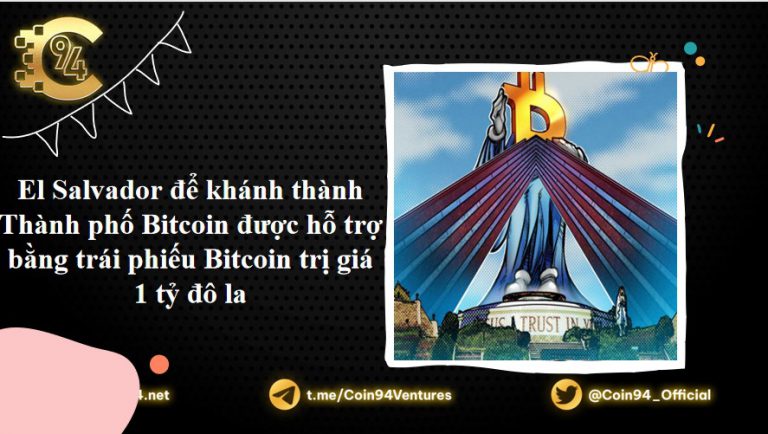 94
El Salvador để khánh thành
Thành phố Bitcoin được hỗ trợ
bằng trái phiếu Bitcoin trị giá
1 tỷ đô la
TRUST IN
.net
t.me/Coin94Ventures
@Coin94_Official